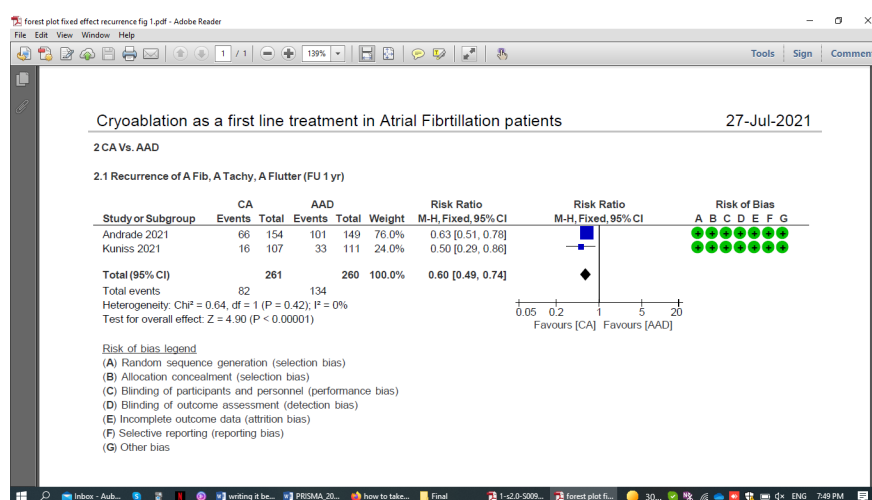 forest plot fixed effect recurrence fig 1.pdf - Adobe Reader
File Edit View Window Help
1 / 1 139% Tools Sign Commen
Cryoablation as a first line treatment in Atrial Fibrtillation patients 27-Jul-2021
2 CA Vs. AAD
2.1 Recurrence of A Fib, A Tachy, A Flutter (FU 1 yr)
CA AAD Risk Ratio Risk Ratio Risk of Bias
Study or Subgroup Events Total Events Total Weight M-H, Fixed, 95% CI M-H, Fixed, 95% CI A B C D E F G
Andrade 2021 66 154 101 149 76.0% 0.63 [0.51, 0.78] + + + + + + +
Kuniss 2021 16 107 33 111 24.0% 0.50 [0.29, 0.86] + + + + + + +
Total (95% CI) 261 260 100.0% 0.60 [0.49, 0.74]
Total events 82 134
Heterogeneity: Chi² = 0.64, df = 1 (P = 0.42); I² = 0%
Test for overall effect: Z = 4.90 (P < 0.00001)
0.05 0.2 1 5 20
Favours [CA] Favours [AAD]
Risk of bias legend
(A) Random sequence generation (selection bias)
(B) Allocation concealment (selection bias)
(C) Blinding of participants and personnel (performance bias)
(D) Blinding of outcome assessment (detection bias)
(E) Incomplete outcome data (attrition bias)
(F) Selective reporting (reporting bias)
(G) Other bias
Inbox - Aub... writing it be... PRISMA_20... how to take... Final 1-s2.0-S009... forest plot fi... 30... ENG 7:49 PM